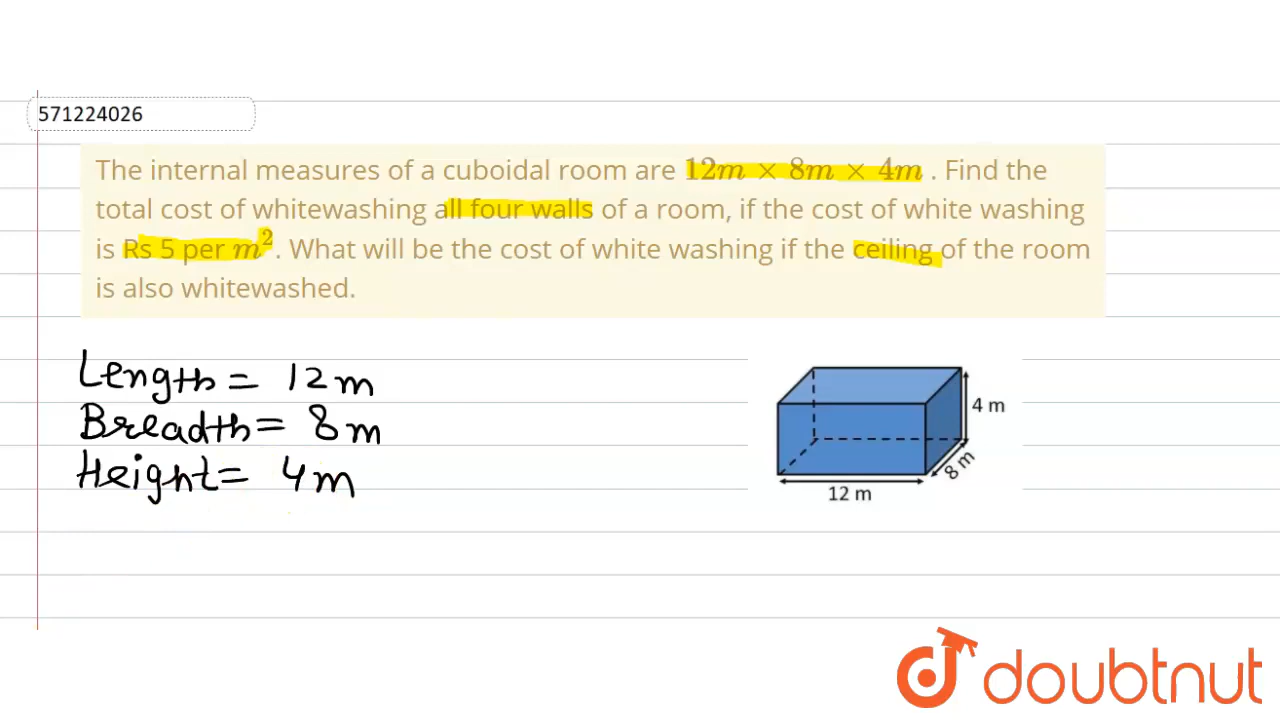 571224026
The internal measures of a cuboidal room are 12m × 8m × 4m . Find the
total cost of whitewashing all four walls of a room, if the cost of white washing
is Rs 5 per m². What will be the cost of white washing if the ceiling of the room
is also whitewashed.
Length = 12m
Breadth = 8m
Height = 4m
4 m
8 m
12 m
doubtnut